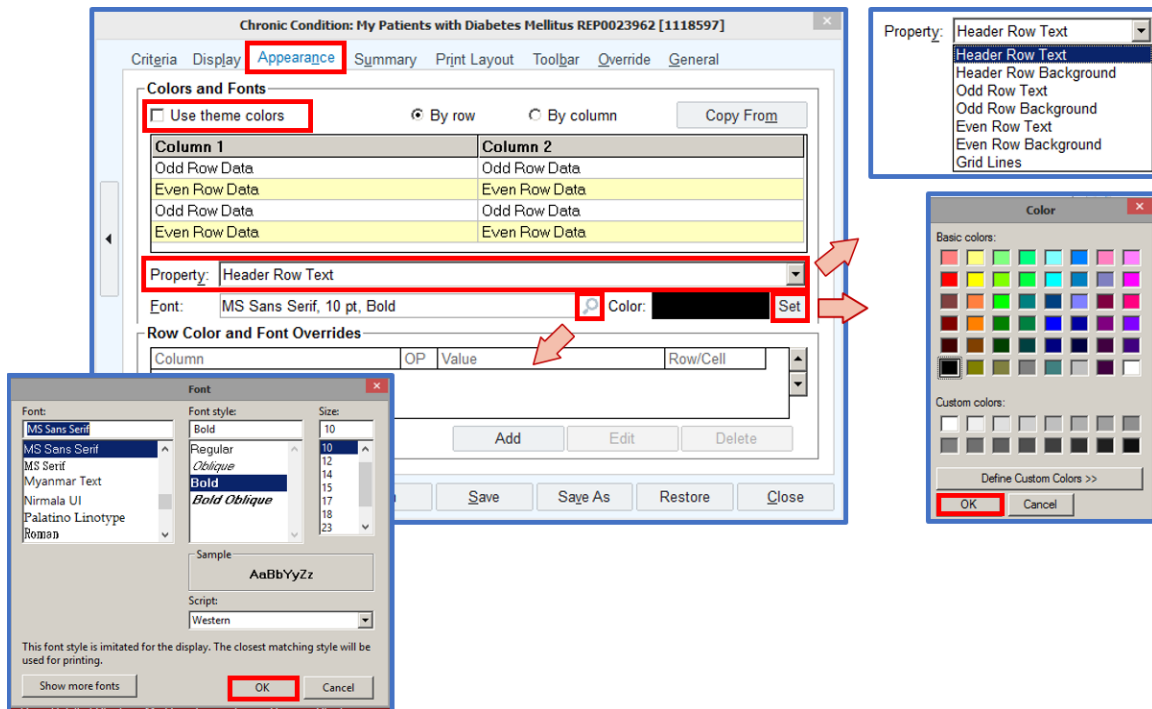 Chronic Condition: My Patients with Diabetes Mellitus REP0023962 [1118597]
Criteria Display Appearance Summary Print Layout Toolbar Override General
Colors and Fonts
Use theme colors By row By column Copy From
Column 1 Column 2
Odd Row Data Odd Row Data
Even Row Data Even Row Data
Odd Row Data Odd Row Data
Even Row Data Even Row Data
Property: Header Row Text
Font: MS Sans Serif, 10 pt, Bold Color: Set
Row Color and Font Overrides
Column OP Value Row/Cell
Add Edit Delete
Save Save As Restore Close
Property: Header Row Text
Header Row Text
Header Row Background
Odd Row Text
Odd Row Background
Even Row Text
Even Row Background
Grid Lines
Color
Basic colors:
Custom colors:
Define Custom Colors >>
OK Cancel
Font
Font: Font style: Size:
MS Sans Serif Bold 10
MS Sans Serif Regular 10
MS Serif Oblique 12
Myanmar Text Bold 14
Nirmala UI Bold Oblique 15
Palatino Linotype 17
Roman 18
23
Sample
AaBbYyZz
Script:
Western
This font style is imitated for the display. The closest matching style will be
used for printing.
Show more fonts OK Cancel